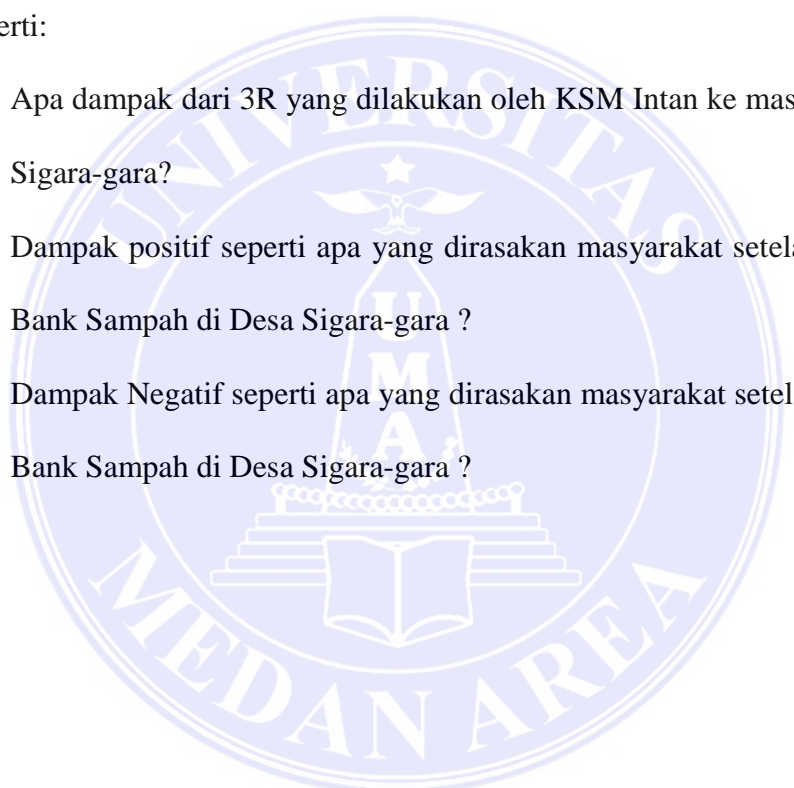 erti:
Apa dampak dari 3R yang dilakukan oleh KSM Intan ke mas
Sigara-gara?
Dampak positif seperti apa yang dirasakan masyarakat setela
Bank Sampah di Desa Sigara-gara ?
Dampak Negatif seperti apa yang dirasakan masyarakat setel
Bank Sampah di Desa Sigara-gara ?
UNIVERSITAS
UMA
MEDAN AREA